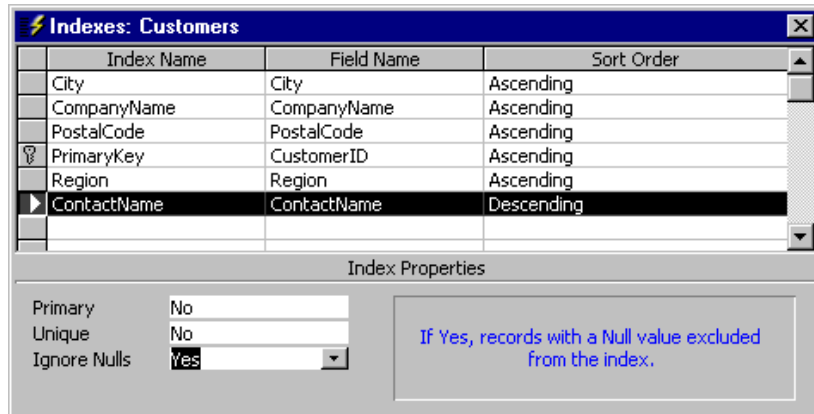 Indexes: Customers
Index Name Field Name Sort Order
City City Ascending
CompanyName CompanyName Ascending
PostalCode PostalCode Ascending
PrimaryKey CustomerID Ascending
Region Region Ascending
ContactName ContactName Descending
Index Properties
Primary No
Unique No
Ignore Nulls Yes
If Yes, records with a Null value excluded
from the index.